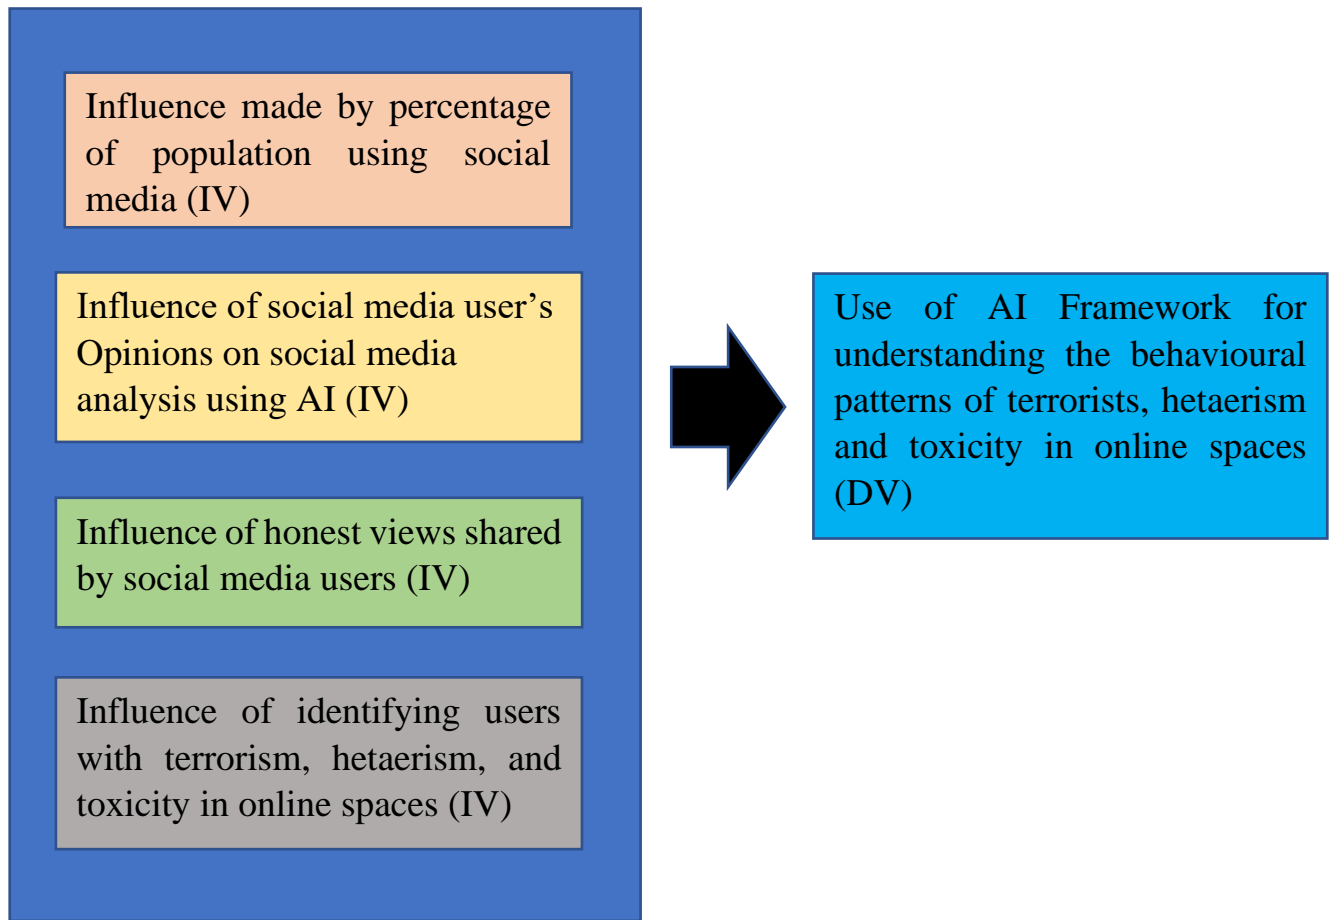 Influence made by percentage
of population using social
media (IV)
Influence of social media user’s
Opinions on social media
analysis using AI (IV)
Influence of honest views shared
by social media users (IV)
Influence of identifying users
with terrorism, hetaerism, and
toxicity in online spaces (IV)
Use of AI Framework for
understanding the behavioural
patterns of terrorists, hetaerism
and toxicity in online spaces
(DV)